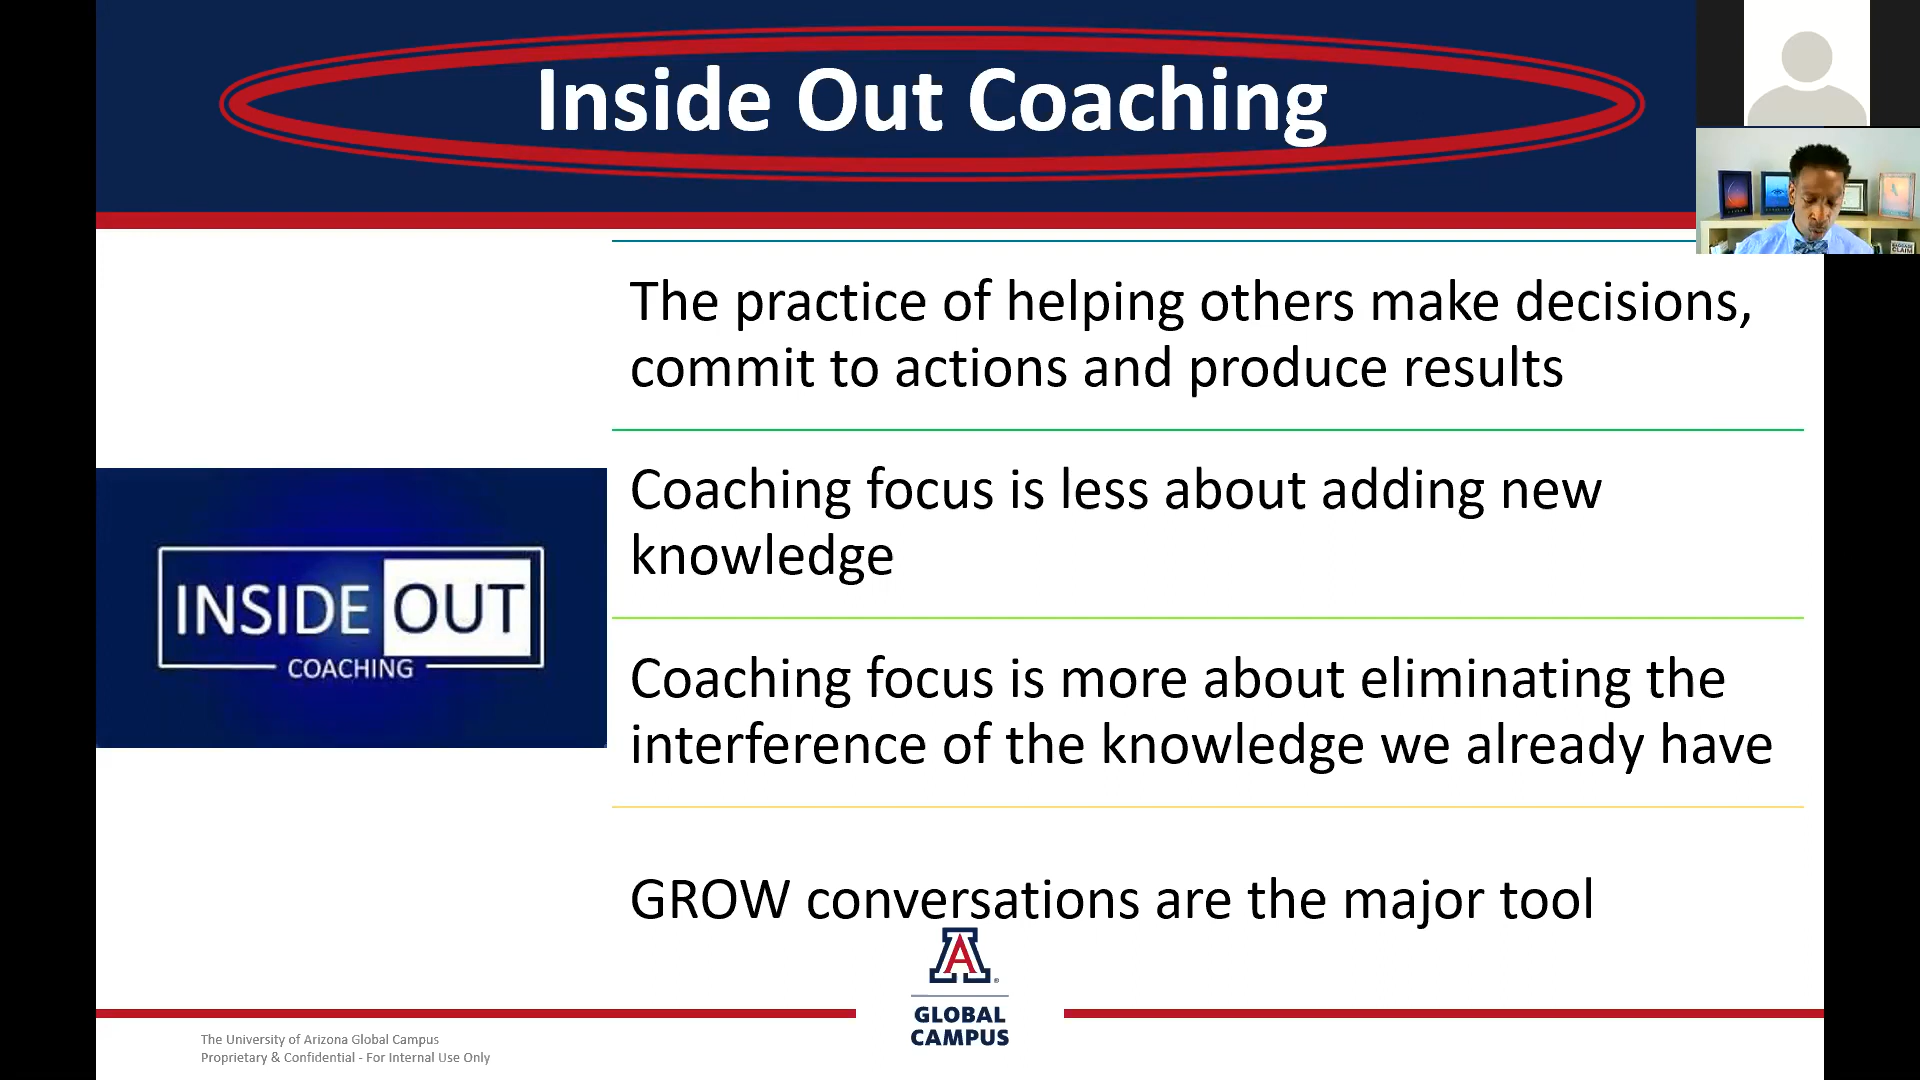 Inside Out Coaching
The practice of helping others make decisions,
commit to actions and produce results
Coaching focus is less about adding new
knowledge
INSIDE OUT
COACHING
Coaching focus is more about eliminating the
interference of the knowledge we already have
GROW conversations are the major tool
A
GLOBAL
CAMPUS
The University of Arizona Global Campus
Proprietary & Confidential - For Internal Use Only
CLAIM